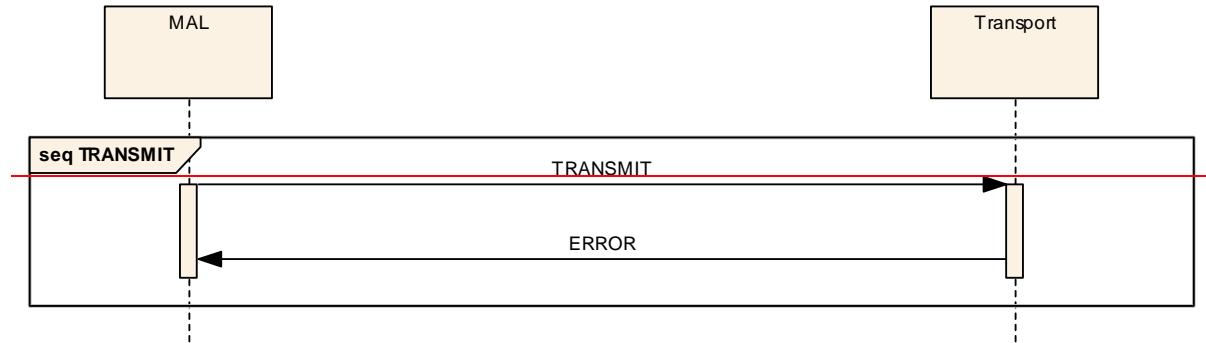 MAL
Transport
seq TRANSMIT
TRANSMIT
ERROR